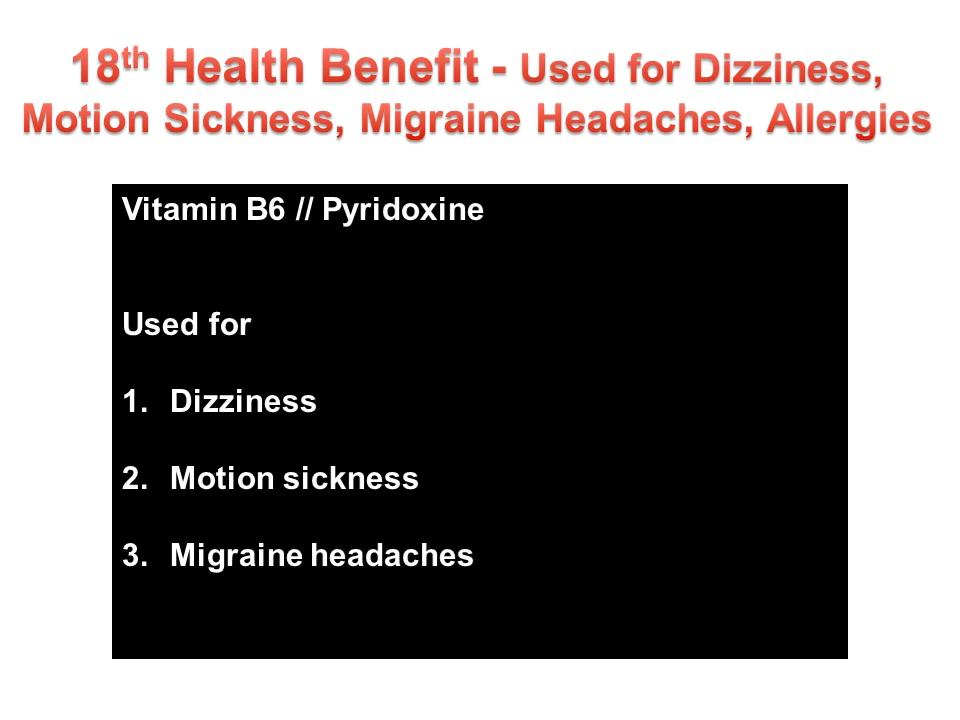 18th Health Benefit - Used for Dizziness,
Motion Sickness, Migraine Headaches, Allergies
Vitamin B6 // Pyridoxine
Used for
1. Dizziness
2. Motion sickness
3. Migraine headaches